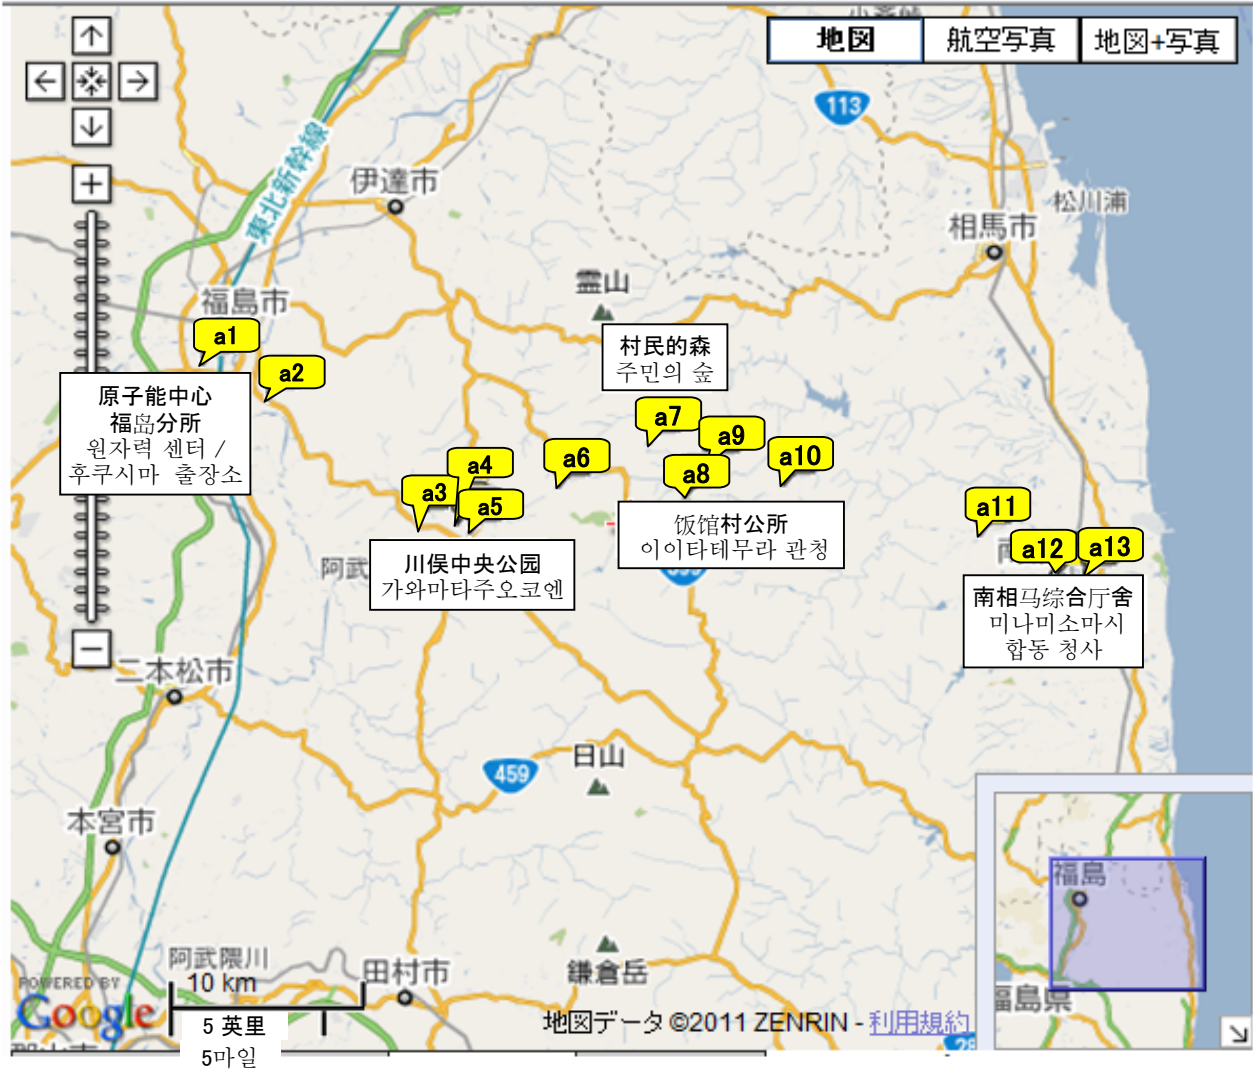 地図
航空写真
地図+写真
113
東北新幹線
伊達市
松川浦
相馬市
霊山
福島市
a1
a2
村民的森
주민의 숲
原子能中心
福岛分所
원자력 센터 /
후쿠시마 출장소
a3
a4
a5
a6
a7
a8
a9
a10
a11
a12
a13
饭馆村公所
이이타테무라 관청
阿武
川俣中央公园
가와마타주오코엔
南相马综合厅舍
미나미소마시
합동 청사
二本松市
459
日山
本宮市
福島
阿武隈川
10 km
田村市
鎌倉岳
福島県
POWERED BY
Google
5 英里
5마일
地図データ ©2011 ZENRIN - 利用規約